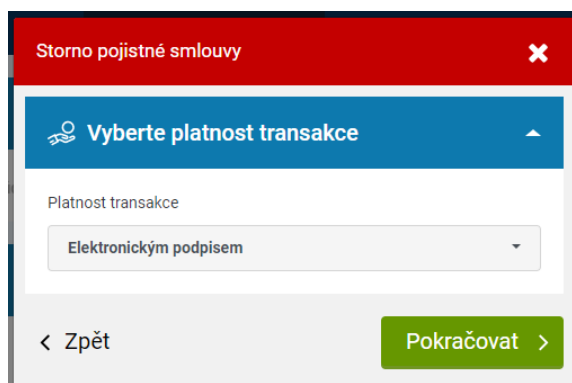 Storno pojistné smlouvy
Vyberte platnost transakce
Platnost transakce
Elektronickým podpisem
Zpět
Pokračovat